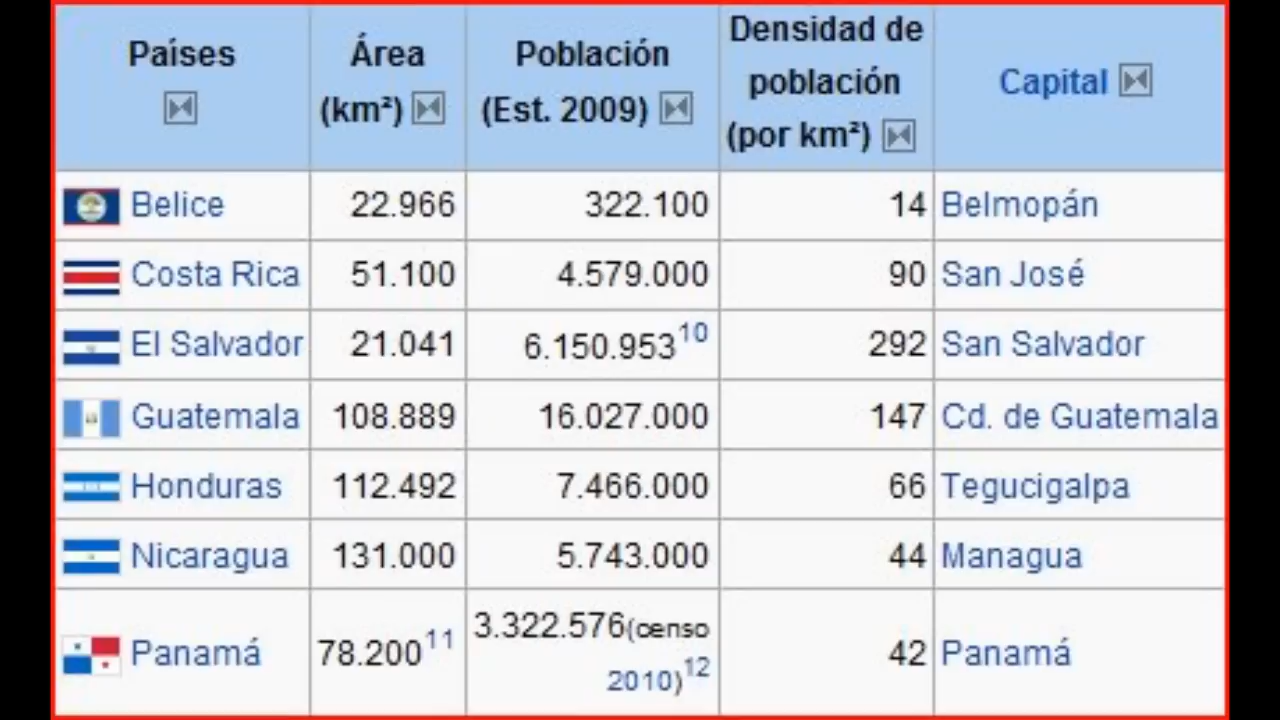 Países Área (km²) Población (Est. 2009) Densidad de población (por km²) Capital
Belice 22.966 322.100 14 Belmopán
Costa Rica 51.100 4.579.000 90 San José
El Salvador 21.041 6.150.953¹⁰ 292 San Salvador
Guatemala 108.889 16.027.000 147 Cd. de Guatemala
Honduras 112.492 7.466.000 66 Tegucigalpa
Nicaragua 131.000 5.743.000 44 Managua
Panamá 78.200¹¹ 3.322.576(censo 2010)¹² 42 Panamá